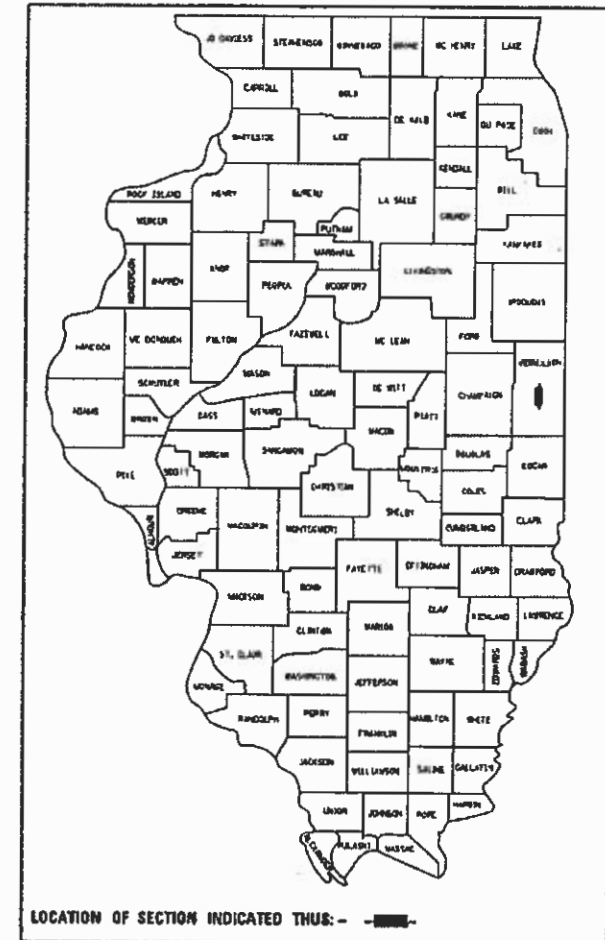 JO DAVIESS STEPHENSON WINNEBAGO BOONE MC HENRY LAKE
CARROLL OGLE DE KALB KANE DU PAGE COOK
WHITESIDE LEE KENDALL WILL
ROCK ISLAND HENRY BUREAU LA SALLE GRUNDY
MERCER PUTNAM KANKAKEE
HENDERSON WARREN KNOX STARK MARSHALL LIVINGSTON
PEORIA WOODFORD IROQUOIS
HANCOCK MC DONOUGH FULTON TAZEWELL MC LEAN FORD
VERMILION
SCHUYLER MASON LOGAN DE WITT CHAMPAIGN
ADAMS BROWN CASS MENARD PIATT
MACON
PIKE SCOTT MORGAN SANGAMON MOULTRIE DOUGLAS EDGAR
CHRISTIAN COLES
GREENE MACOUPIN MONTGOMERY SHELBY CUMBERLAND CLARK
CALHOUN JERSEY
FAYETTE EFFINGHAM JASPER CRAWFORD
MADISON BOND
CLAY RICHLAND LAWRENCE
CLINTON MARION
ST. CLAIR WAYNE EDWARDS WABASH
WASHINGTON JEFFERSON
MONROE
RANDOLPH PERRY HAMILTON WHITE
FRANKLIN
JACKSON WILLIAMSON SALINE GALLATIN
UNION JOHNSON POPE HARDIN
ALEXANDER PULASKI MASSAC
LOCATION OF SECTION INDICATED THUS: -